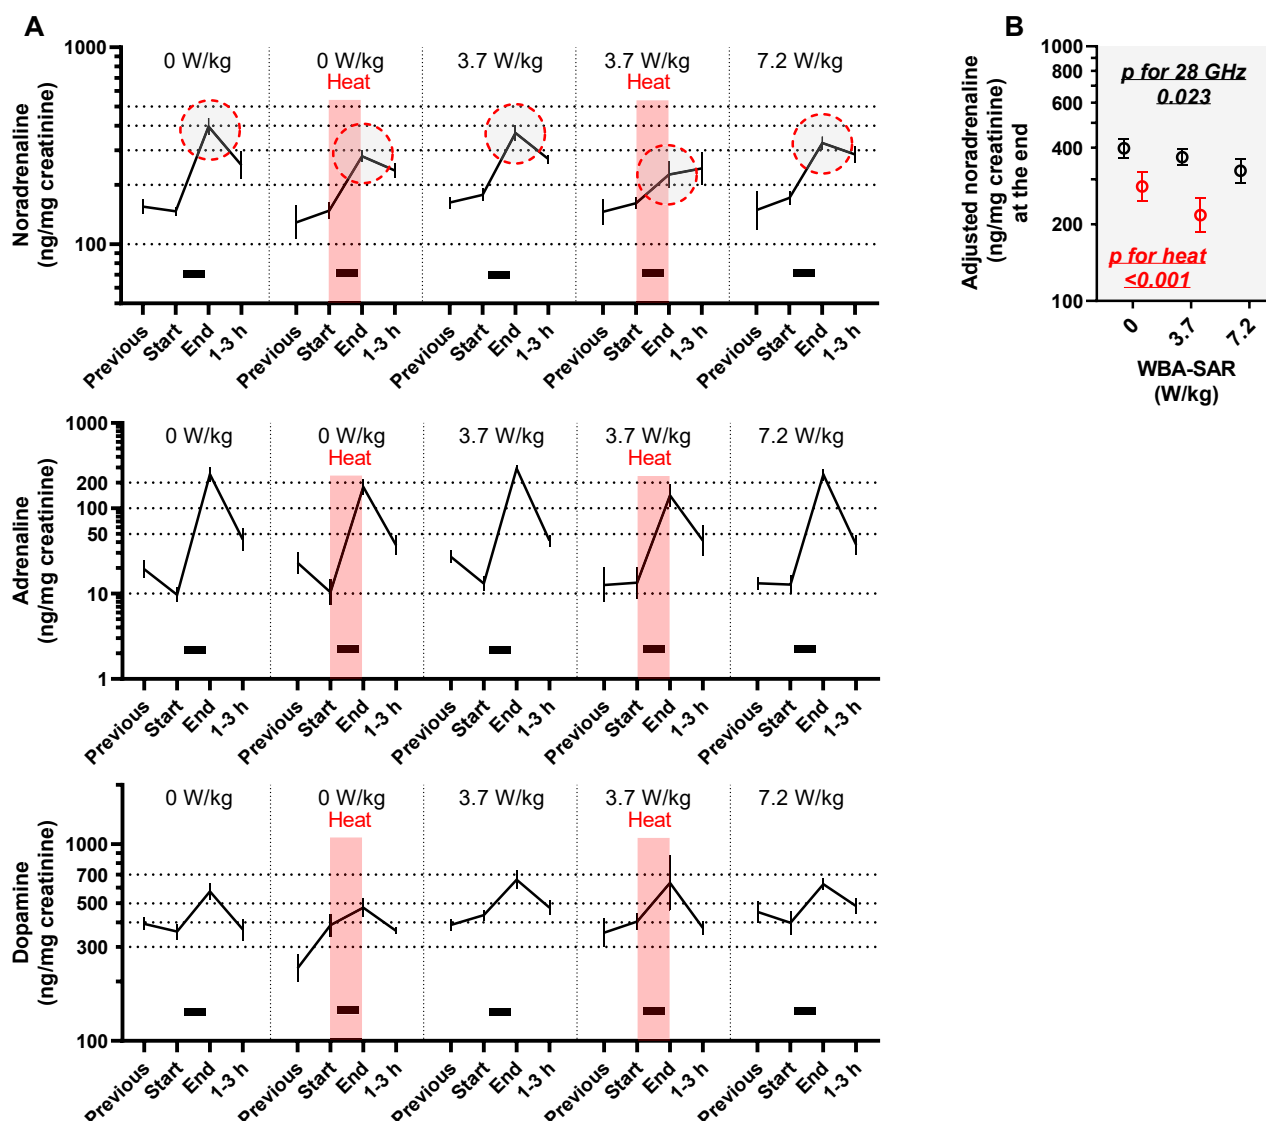 A
B
1000
100
Noradrenaline
(ng/mg creatinine)
0 W/kg
0 W/kg
Heat
3.7 W/kg
3.7 W/kg
Heat
7.2 W/kg
Previous
Start
End
1-3 h
Previous
Start
End
1-3 h
Previous
Start
End
1-3 h
Previous
Start
End
1-3 h
Previous
Start
End
1-3 h
1000
800
600
400
200
100
Adjusted noradrenaline
(ng/mg creatinine)
at the end
p for 28 GHz
0.023
p for heat
<0.001
0
3.7
7.2
WBA-SAR
(W/kg)
1000
200
100
50
10
1
Adrenaline
(ng/mg creatinine)
0 W/kg
0 W/kg
Heat
3.7 W/kg
3.7 W/kg
Heat
7.2 W/kg
Previous
Start
End
1-3 h
Previous
Start
End
1-3 h
Previous
Start
End
1-3 h
Previous
Start
End
1-3 h
Previous
Start
End
1-3 h
1000
700
500
300
100
Dopamine
(ng/mg creatinine)
0 W/kg
0 W/kg
Heat
3.7 W/kg
3.7 W/kg
Heat
7.2 W/kg
Previous
Start
End
1-3 h
Previous
Start
End
1-3 h
Previous
Start
End
1-3 h
Previous
Start
End
1-3 h
Previous
Start
End
1-3 h